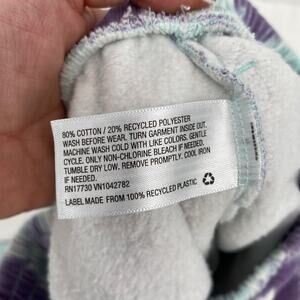 80% COTTON / 20% RECYCLED POLYESTER
WASH BEFORE WEAR. TURN GARMENT INSIDE OUT.
MACHINE WASH COLD WITH LIKE COLORS. GENTLE
CYCLE. ONLY NON-CHLORINE BLEACH IF NEEDED.
TUMBLE DRY LOW. REMOVE PROMPTLY. COOL IRON
IF NEEDED.
RN17730 VN1042782
LABEL MADE FROM 100% RECYCLED PLASTIC